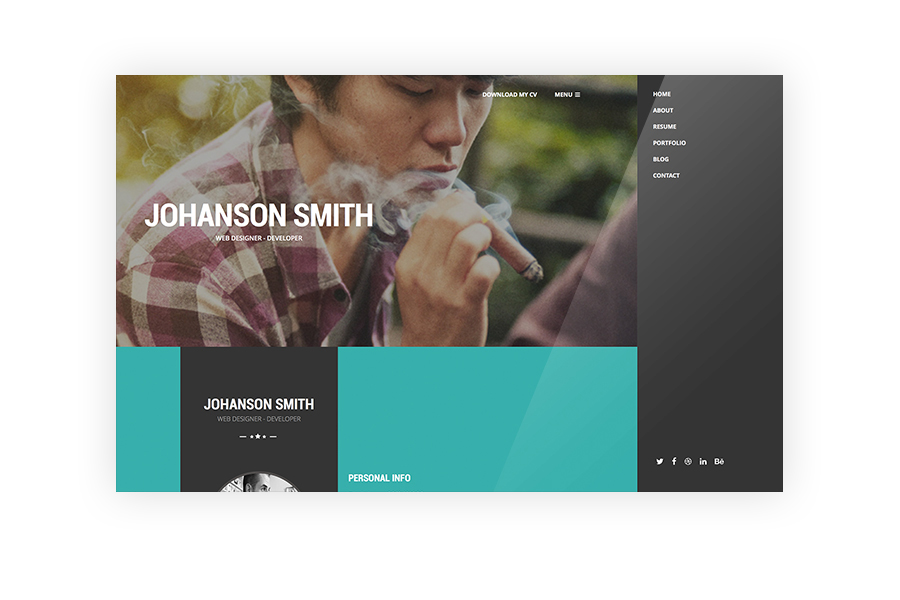 DOWNLOAD MY CV
MENU
HOME
ABOUT
RESUME
PORTFOLIO
BLOG
CONTACT
JOHANSON SMITH
WEB DESIGNER - DEVELOPER
JOHANSON SMITH
WEB DESIGNER - DEVELOPER
PERSONAL INFO
in
Bē